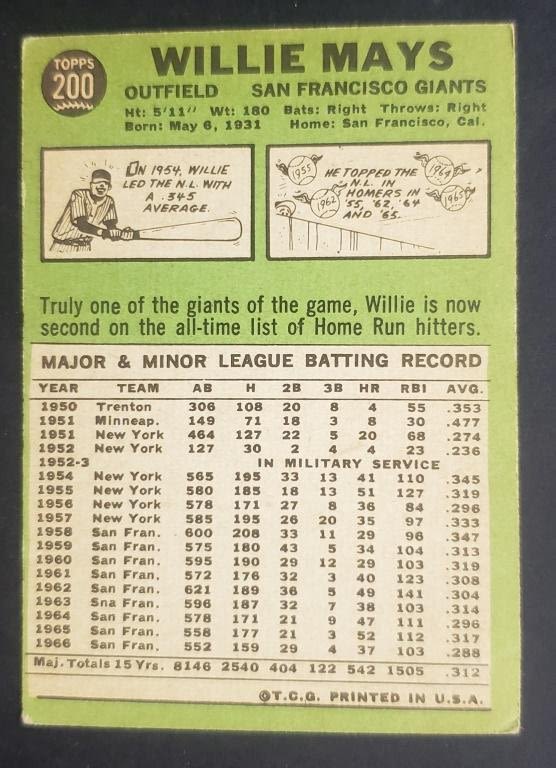 TOPPS
200
WILLIE MAYS
OUTFIELD SAN FRANCISCO GIANTS
Ht: 5'11" Wt: 180 Bats: Right Throws: Right
Born: May 6, 1931 Home: San Francisco, Cal.
ON 1954, WILLIE
LED THE N.L. WITH
A .345
AVERAGE.
1955
1964
1962
1965
HE TOPPED THE
N.L. IN
HOMERS IN
'55, '62, '64
AND '65.
Truly one of the giants of the game, Willie is now
second on the all-time list of Home Run hitters.
MAJOR & MINOR LEAGUE BATTING RECORD
YEAR TEAM AB H 2B 3B HR RBI AVG.
1950 Trenton 306 108 20 8 4 55 .353
1951 Minneap. 149 71 18 3 8 30 .477
1951 New York 464 127 22 5 20 68 .274
1952 New York 127 30 2 4 4 23 .236
1952-3 IN MILITARY SERVICE
1954 New York 565 195 33 13 41 110 .345
1955 New York 580 185 18 13 51 127 .319
1956 New York 578 171 27 8 36 84 .296
1957 New York 585 195 26 20 35 97 .333
1958 San Fran. 600 208 33 11 29 96 .347
1959 San Fran. 575 180 43 5 34 104 .313
1960 San Fran. 595 190 29 12 29 103 .319
1961 San Fran. 572 176 32 3 40 123 .308
1962 San Fran. 621 189 36 5 49 141 .304
1963 Sna Fran. 596 187 32 7 38 103 .314
1964 San Fran. 578 171 21 9 47 111 .296
1965 San Fran. 558 177 21 3 52 112 .317
1966 San Fran. 552 159 29 4 37 103 .288
Maj. Totals 15 Yrs. 8146 2540 404 122 542 1505 .312
©T.C.G. PRINTED IN U.S.A.